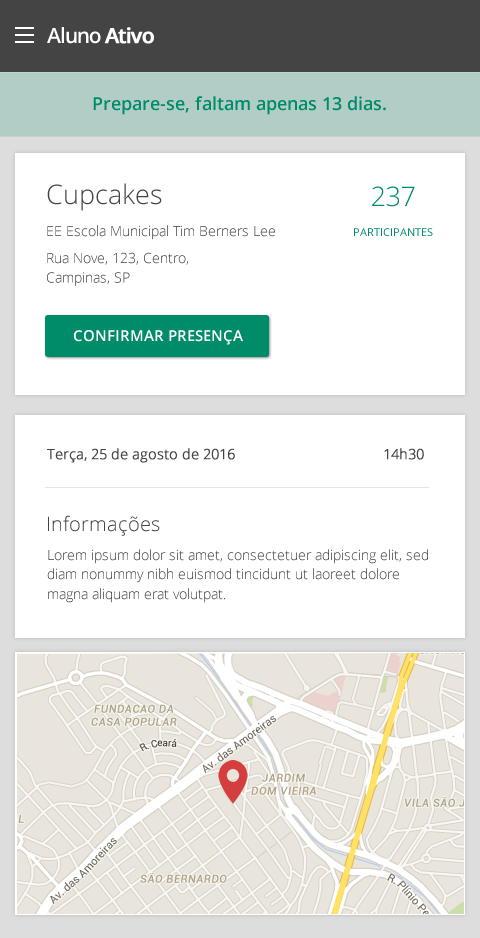 Aluno Ativo
Prepare-se, faltam apenas 13 dias.
Cupcakes
237
EE Escola Municipal Tim Berners Lee
PARTICIPANTES
Rua Nove, 123, Centro,
Campinas, SP
CONFIRMAR PRESENÇA
Terça, 25 de agosto de 2016
14h30
Informações
Lorem ipsum dolor sit amet, consectetuer adipiscing elit, sed
diam nonummy nibh euismod tincidunt ut laoreet dolore
magna aliquam erat volutpat.
FUNDACAO DA
CASA POPULAR
R. Ceará
Av. das Amoreiras
JARDIM
DOM VIEIRA
VILA SÃO J
L
Av. das Amoreiras
SÃO BERNARDO
R. Plínio Pe